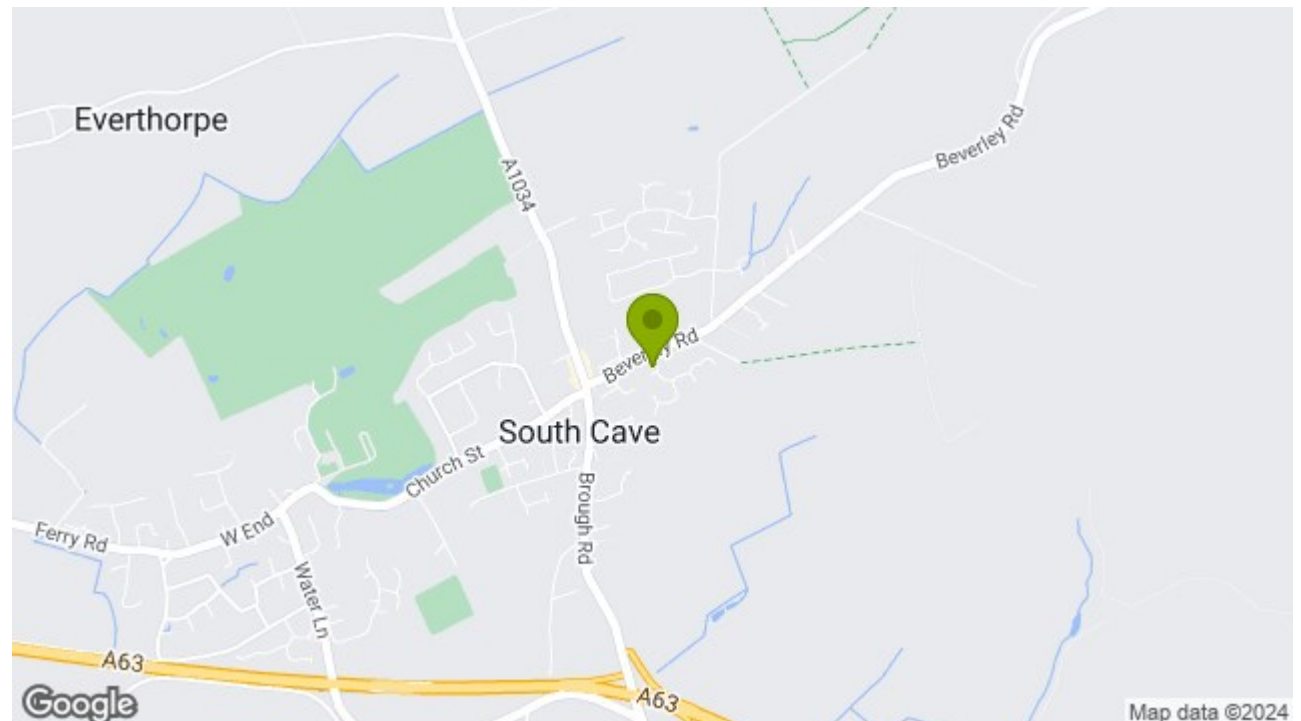 Everthorpe
A1034
Beverley Rd
Beverley Rd
South Cave
Church St
Brough Rd
W End
Ferry Rd
Water Ln
A63
A63
Google
Map data ©2024